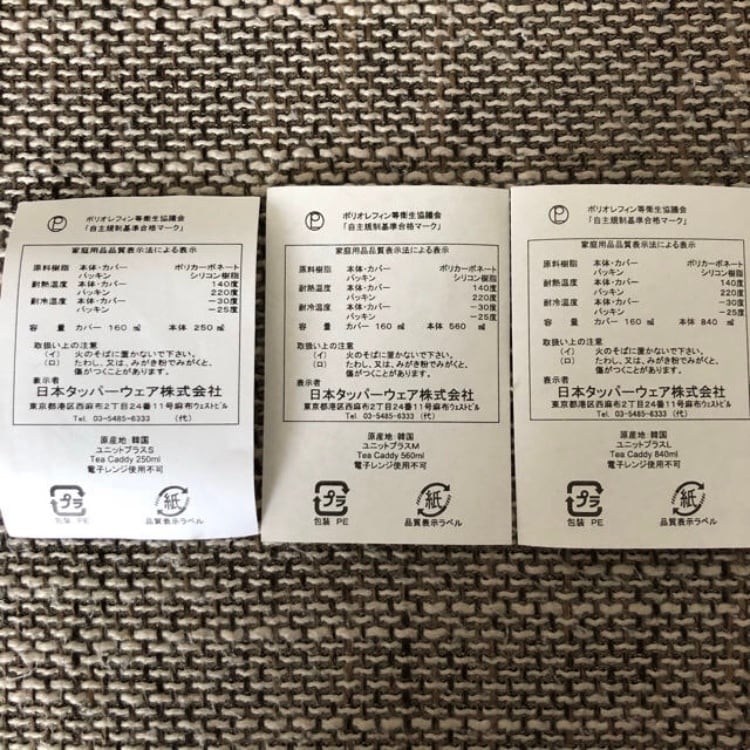 ポリオレフィン等衛生協議会
「自主規制基準合格マーク」
家庭用品品質表示法による表示
原料樹脂 本体・カバー ポリカーボネート
パッキン シリコン樹脂
耐熱温度 本体・カバー 140度
パッキン 220度
耐冷温度 本体・カバー -30度
パッキン -25度
容量 カバー 160 ㎖ 本体 250 ㎖
取扱い上の注意
(イ) 火のそばに置かないで下さい。
(ロ) たわし、又は、みがき粉でみがくと、
傷がつくことがあります。
表示者
日本タッパーウェア株式会社
東京都港区西麻布2丁目24番11号麻布ウェストビル
Tel. 03-5485-6333 (代)
原産地:韓国
ユニットプラスS
Tea Caddy 250ml
電子レンジ使用不可
プラ
包装 PE
紙
品質表示ラベル
ポリオレフィン等衛生協議会
「自主規制基準合格マーク」
家庭用品品質表示法による表示
原料樹脂 本体・カバー ポリカーボネート
パッキン シリコン樹脂
耐熱温度 本体・カバー 140度
パッキン 220度
耐冷温度 本体・カバー -30度
パッキン -25度
容量 カバー 160 ㎖ 本体 560 ㎖
取扱い上の注意
(イ) 火のそばに置かないで下さい。
(ロ) たわし、又は、みがき粉でみがくと、
傷がつくことがあります。
表示者
日本タッパーウェア株式会社
東京都港区西麻布2丁目24番11号麻布ウェストビル
Tel. 03-5485-6333 (代)
原産地:韓国
ユニットプラスM
Tea Caddy 560ml
電子レンジ使用不可
プラ
包装 PE
紙
品質表示ラベル
ポリオレフィン等衛生協議会
「自主規制基準合格マーク」
家庭用品品質表示法による表示
原料樹脂 本体・カバー ポリカーボネート
パッキン シリコン樹脂
耐熱温度 本体・カバー 140度
パッキン 220度
耐冷温度 本体・カバー -30度
パッキン -25度
容量 カバー 160 ㎖ 本体 840 ㎖
取扱い上の注意
(イ) 火のそばに置かないで下さい。
(ロ) たわし、又は、みがき粉でみがくと、
傷がつくことがあります。
表示者
日本タッパーウェア株式会社
東京都港区西麻布2丁目24番11号麻布ウェストビル
Tel. 03-5485-6333 (代)
原産地:韓国
ユニットプラスL
Tea Caddy 840ml
電子レンジ使用不可
プラ
包装 PE
紙
品質表示ラベル